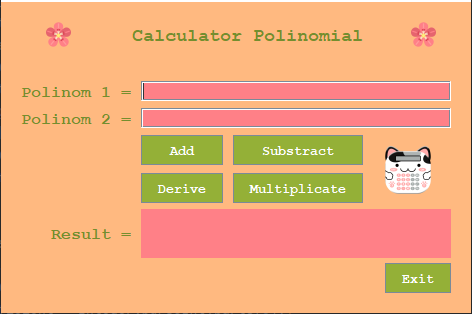 Calculator Polinomial
Polinom 1 =
Polinom 2 =
Add Substract
Derive Multiplicate
Result =
Exit